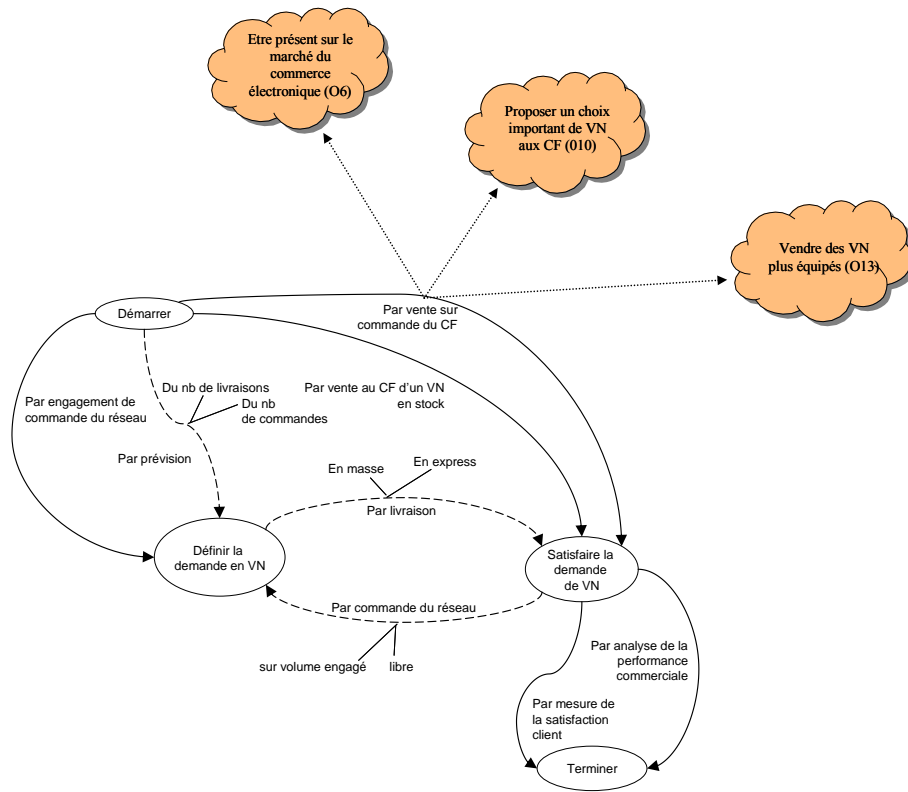 Etre présent sur le
marché du
commerce
électronique (O6)
Proposer un choix
important de VN
aux CF (010)
Vendre des VN
plus équipés (O13)
Démarrer
Par vente sur
commande du CF
Par engagement de
commande du réseau
Du nb de livraisons
Du nb
de commandes
Par vente au CF d'un VN
en stock
Par prévision
En masse
En express
Par livraison
Définir la
demande en VN
Satisfaire la
demande
de VN
Par commande du réseau
sur volume engagé
libre
Par analyse de la
performance
commerciale
Par mesure de
la satisfaction
client
Terminer